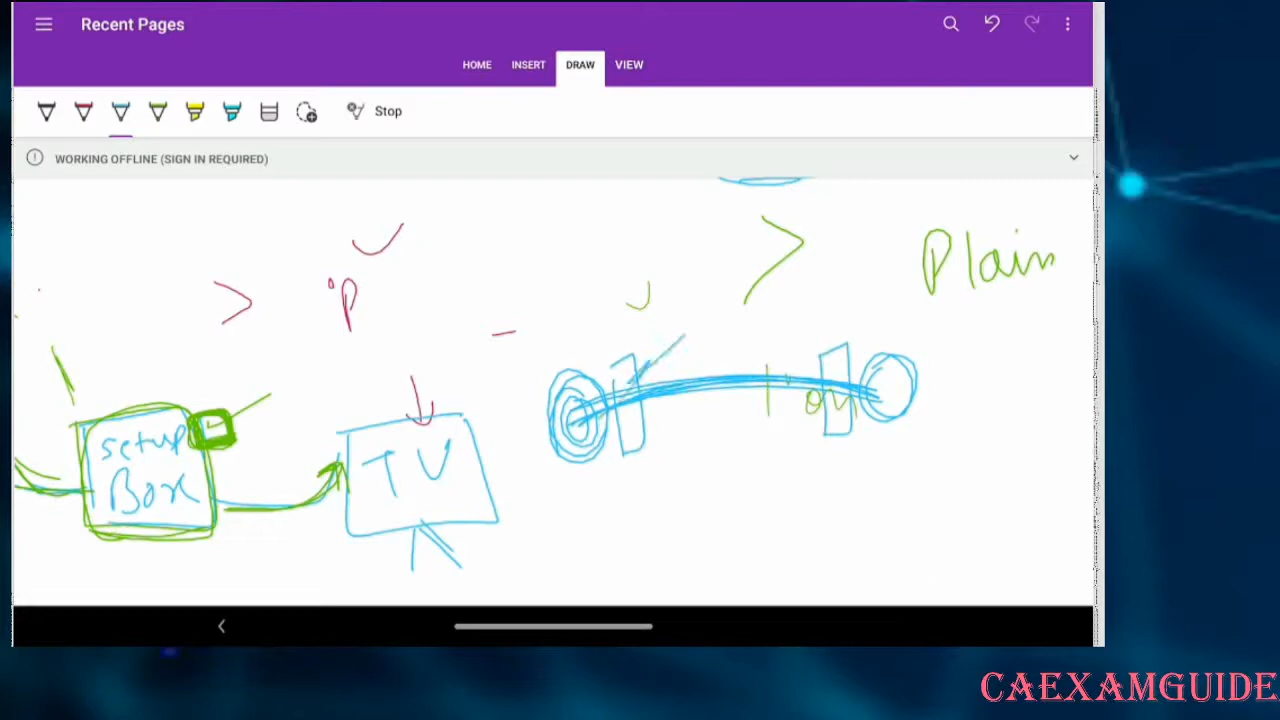 Recent Pages
HOME INSERT DRAW VIEW
Stop
WORKING OFFLINE (SIGN IN REQUIRED)
> Plain
> P
setup
Box
TV
CAEXAMGUIDE